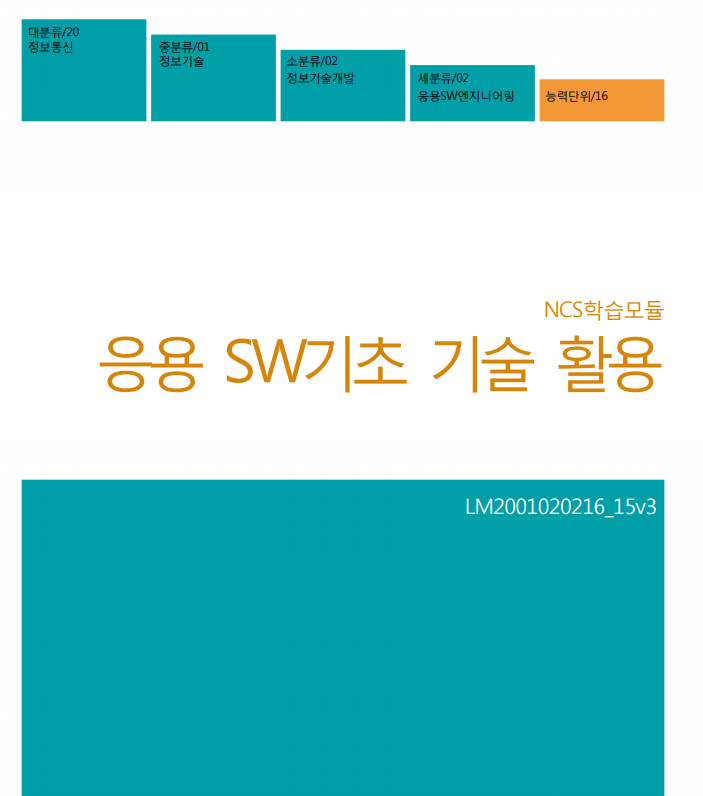 대분류/20
정보통신
중분류/01
정보기술
소분류/02
정보기술개발
세분류/02
응용SW엔지니어링
능력단위/16
NCS학습모듈
응용 SW기초 기술 활용
LM2001020216_15v3